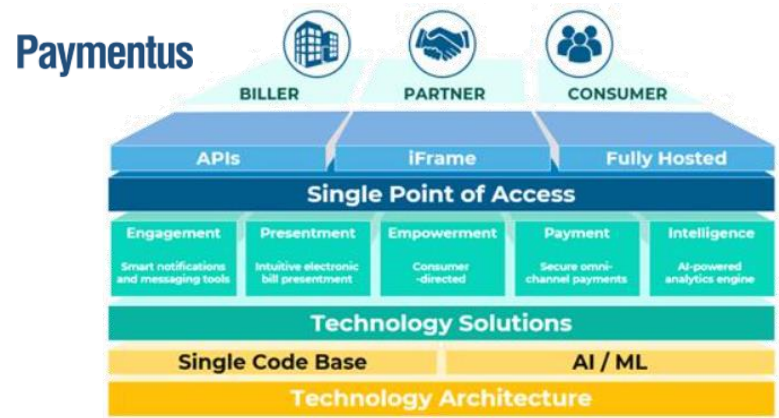 Paymentus
BILLER
PARTNER
CONSUMER
APIs
iFrame
Fully Hosted
Single Point of Access
Engagement
Smart notifications
and messaging tools
Presentment
Intuitive electronic
bill presentment
Empowerment
Consumer
-directed
Payment
Secure omni-
channel payments
Intelligence
AI-powered
analytics engine
Technology Solutions
Single Code Base
AI / ML
Technology Architecture